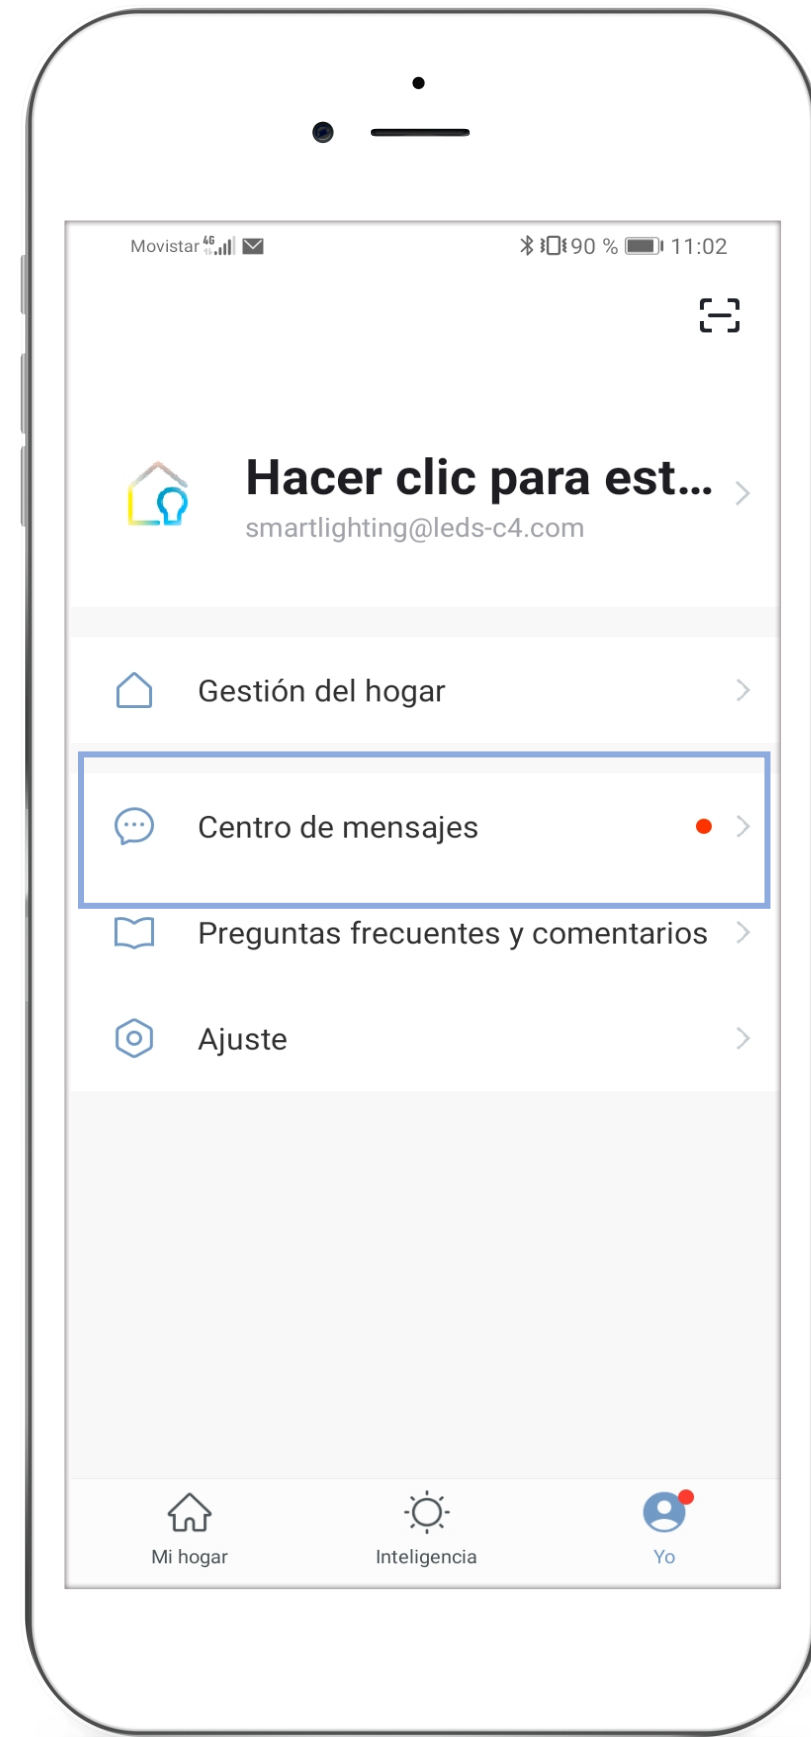 Movistar 4G 90 % 11:02
Hacer clic para est...
smartlighting@leds-c4.com
Gestión del hogar
Centro de mensajes
Preguntas frecuentes y comentarios
Ajuste
Mi hogar Inteligencia Yo